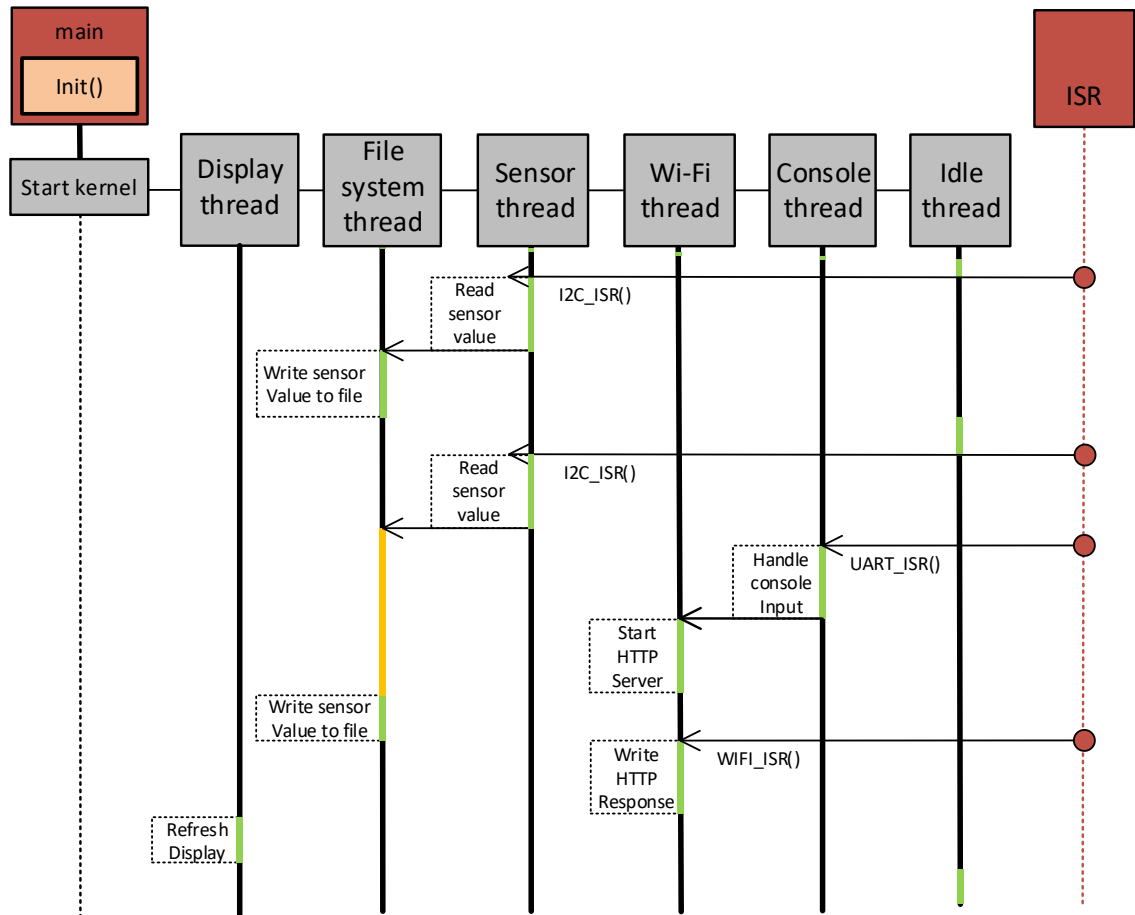 main
Init()
ISR
Start kernel
Display
thread
File
system
thread
Sensor
thread
Wi-Fi
thread
Console
thread
Idle
thread
Read
sensor
value
I2C_ISR()
Write sensor
Value to file
Read
sensor
value
I2C_ISR()
Handle
console
Input
UART_ISR()
Start
HTTP
Server
Write sensor
Value to file
Write
HTTP
Response
WIFI_ISR()
Refresh
Display